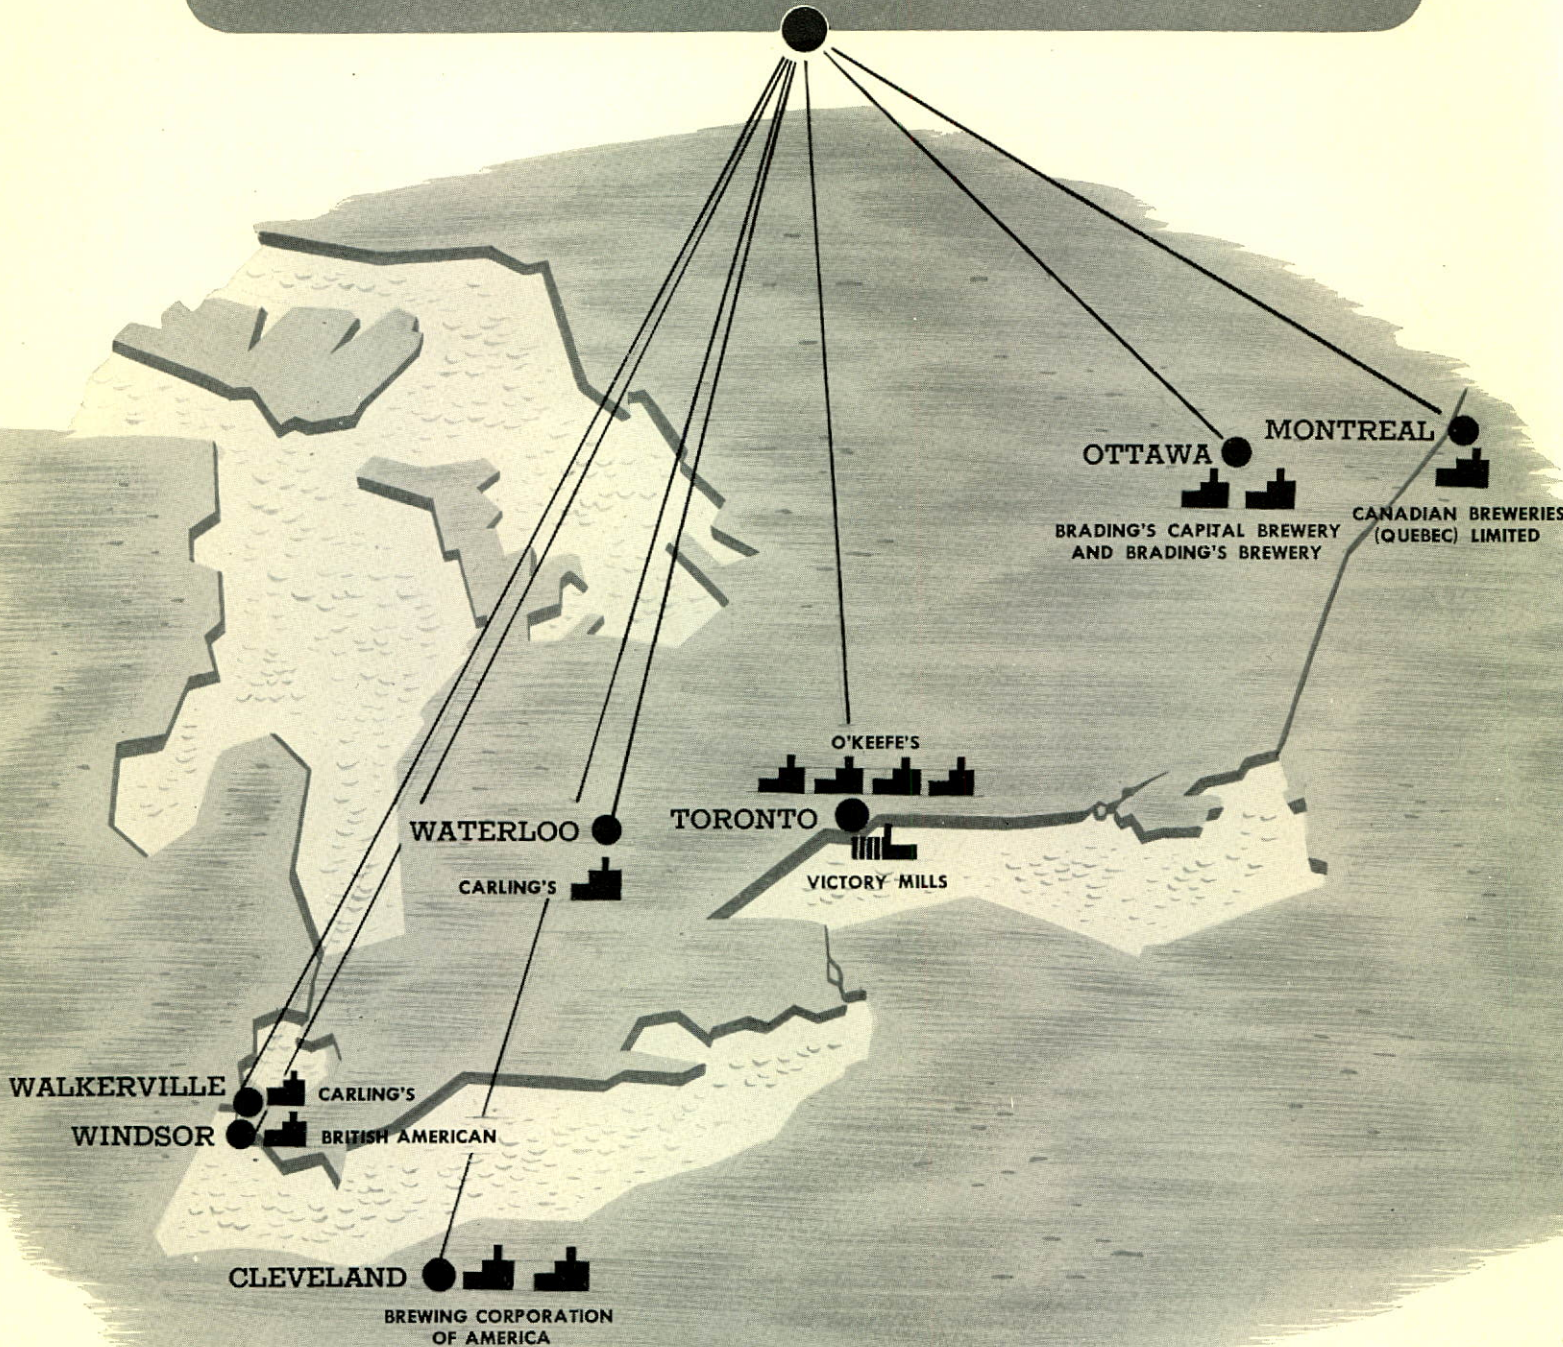 MONTREAL
OTTAWA
CANADIAN BREWERIES
(QUEBEC) LIMITED
BRADING'S CAPITAL BREWERY
AND BRADING'S BREWERY
O'KEEFE'S
TORONTO
WATERLOO
VICTORY MILLS
CARLING'S
WALKERVILLE
CARLING'S
WINDSOR
BRITISH AMERICAN
CLEVELAND
BREWING CORPORATION
OF AMERICA